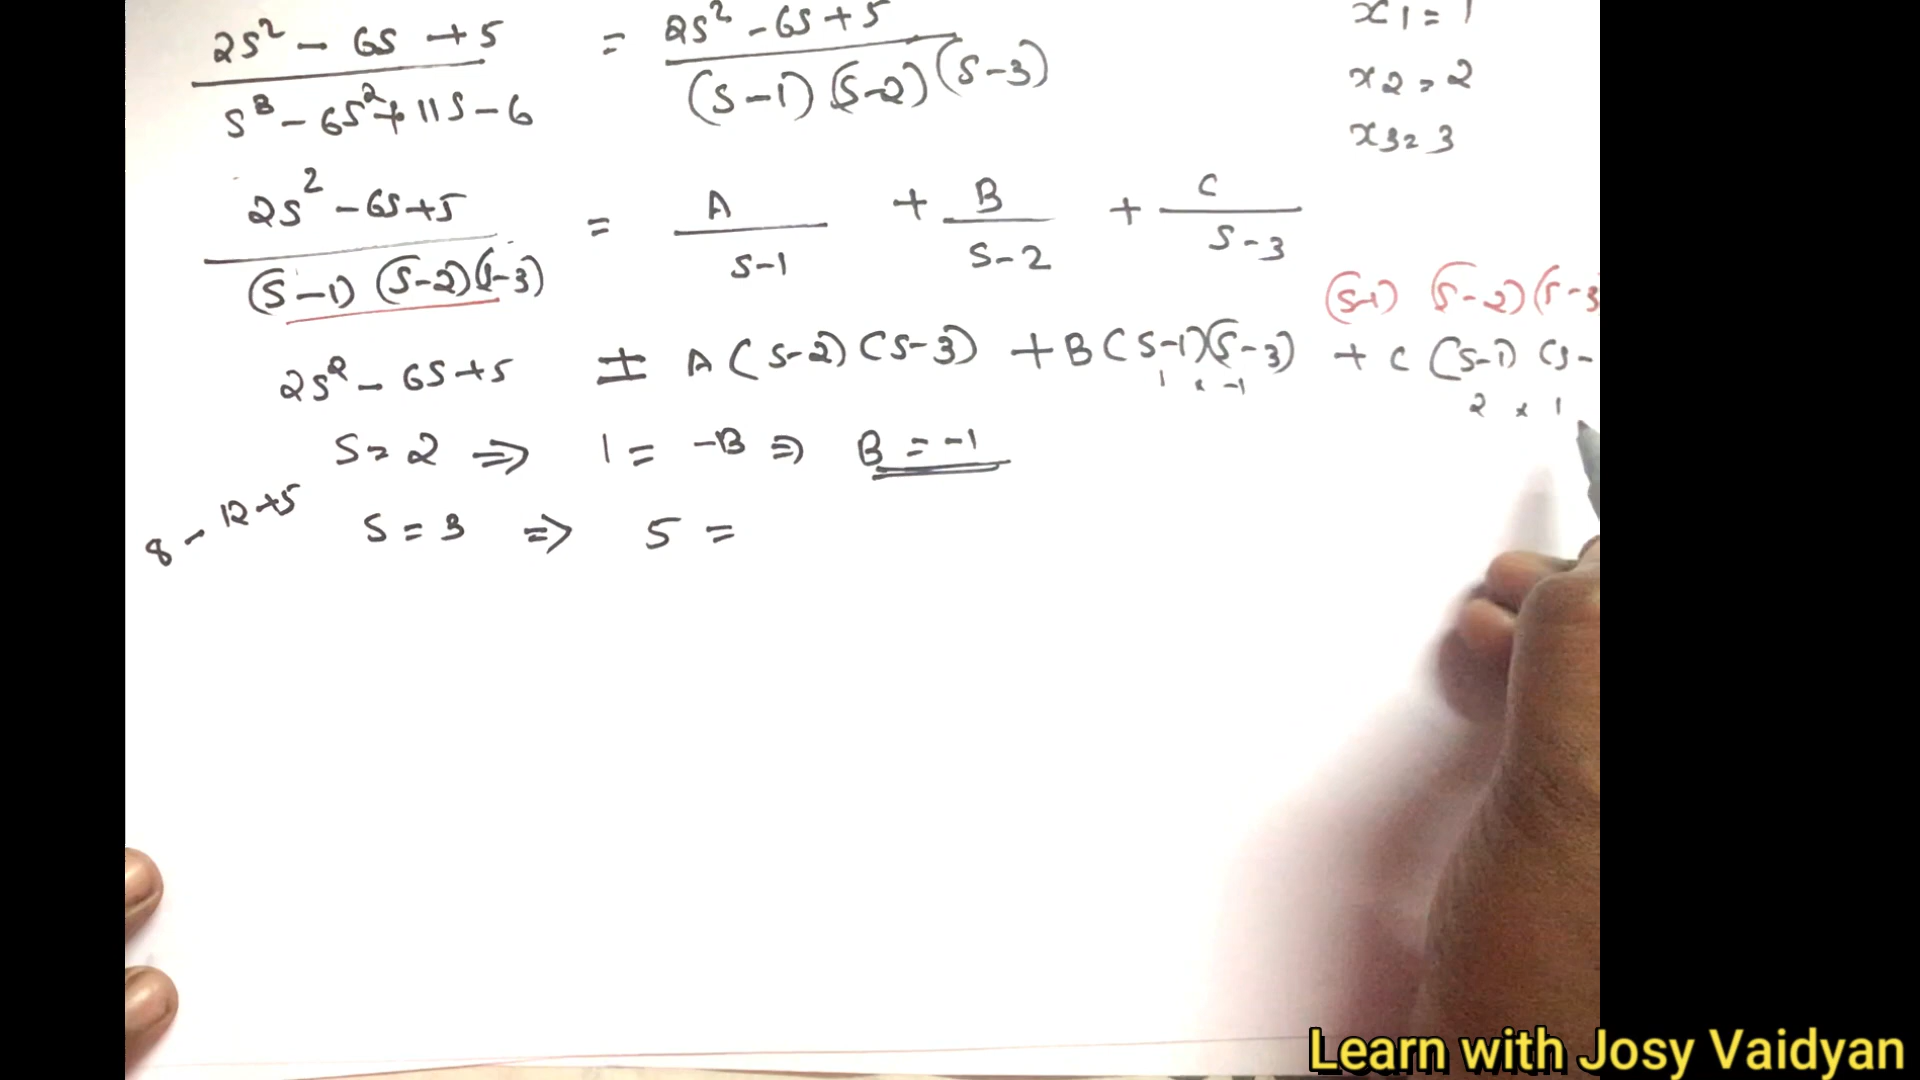 2s² - 6s + 5 / s³ - 6s² + 11s - 6 = 2s² - 6s + 5 / (s-1) (s-2) (s-3)
x1 = 1
x2 = 2
x3 = 3
2s² - 6s + 5 / (s-1) (s-2)(s-3) = A / s-1 + B / s-2 + C / s-3
(s-1) (s-2)(s-3
2s² - 6s + 5 = A (s-2) (s-3) + B (s-1)(s-3) + C (s-1) (s-
1 x -1
2 x 1
s = 2 ⇒ 1 = -B ⇒ B = -1
8 - 12 + 5
s = 3 ⇒ 5 =
Learn with Josy Vaidyan